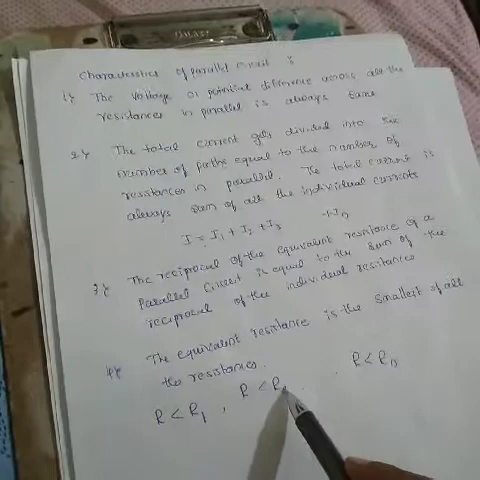 Characteristics of parallel circuit :
1} The voltage or potential difference across all the
resistances in parallel is always same
2} The total current gets divided into the
number of paths equal to the number of
resistances in parallel. The total current is
always sum of all the individual currents
I = I1 + I2 + I3 + In
3} The reciprocal of the equivalent resistance of a
parallel circuit is equal to the sum of the
reciprocal of the individual resistances
4} The equivalent resistance is the smallest of all
the resistances.
R < R1 , R < R . . R < Rn